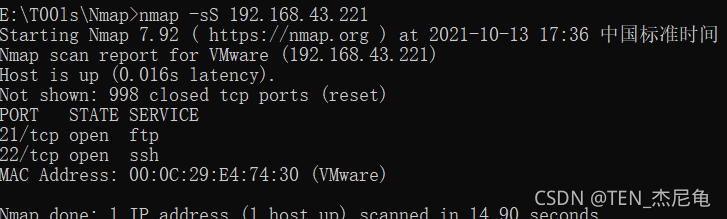 E:\T00ls\Nmap>nmap -sS 192.168.43.221
Starting Nmap 7.92 ( https://nmap.org ) at 2021-10-13 17:36 中国标准时间
Nmap scan report for VMware (192.168.43.221)
Host is up (0.016s latency).
Not shown: 998 closed tcp ports (reset)
PORT   STATE SERVICE
21/tcp open  ftp
22/tcp open  ssh
MAC Address: 00:0C:29:E4:74:30 (VMware)
Nmap done: 1 IP address (1 host up) scanned in 14.90 seconds
CSDN @TEN_杰尼龟